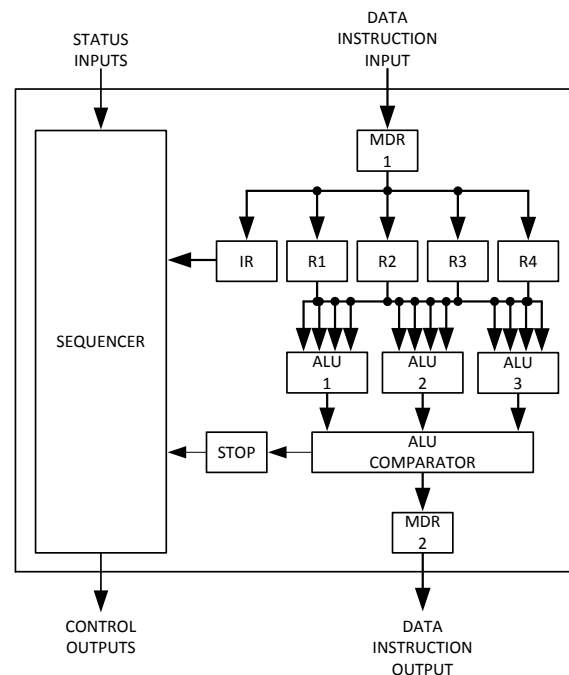 STATUS
INPUTS
DATA
INSTRUCTION
INPUT
MDR
1
IR
R1
R2
R3
R4
SEQUENCER
ALU
1
ALU
2
ALU
3
STOP
ALU
COMPARATOR
MDR
2
CONTROL
OUTPUTS
DATA
INSTRUCTION
OUTPUT